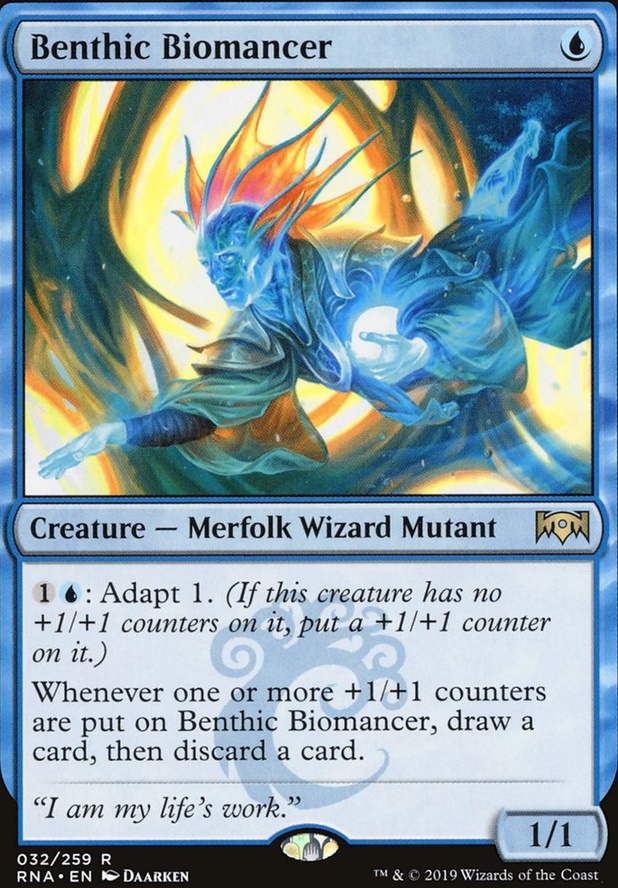 Benthic Biomancer
Creature — Merfolk Wizard Mutant
1: Adapt 1. (If this creature has no
+1/+1 counters on it, put a +1/+1 counter
on it.)
Whenever one or more +1/+1 counters
are put on Benthic Biomancer, draw a
card, then discard a card.
“I am my life’s work.”
1/1
032/259 R
RNA • EN DAARKEN
™ & © 2019 Wizards of the Coast